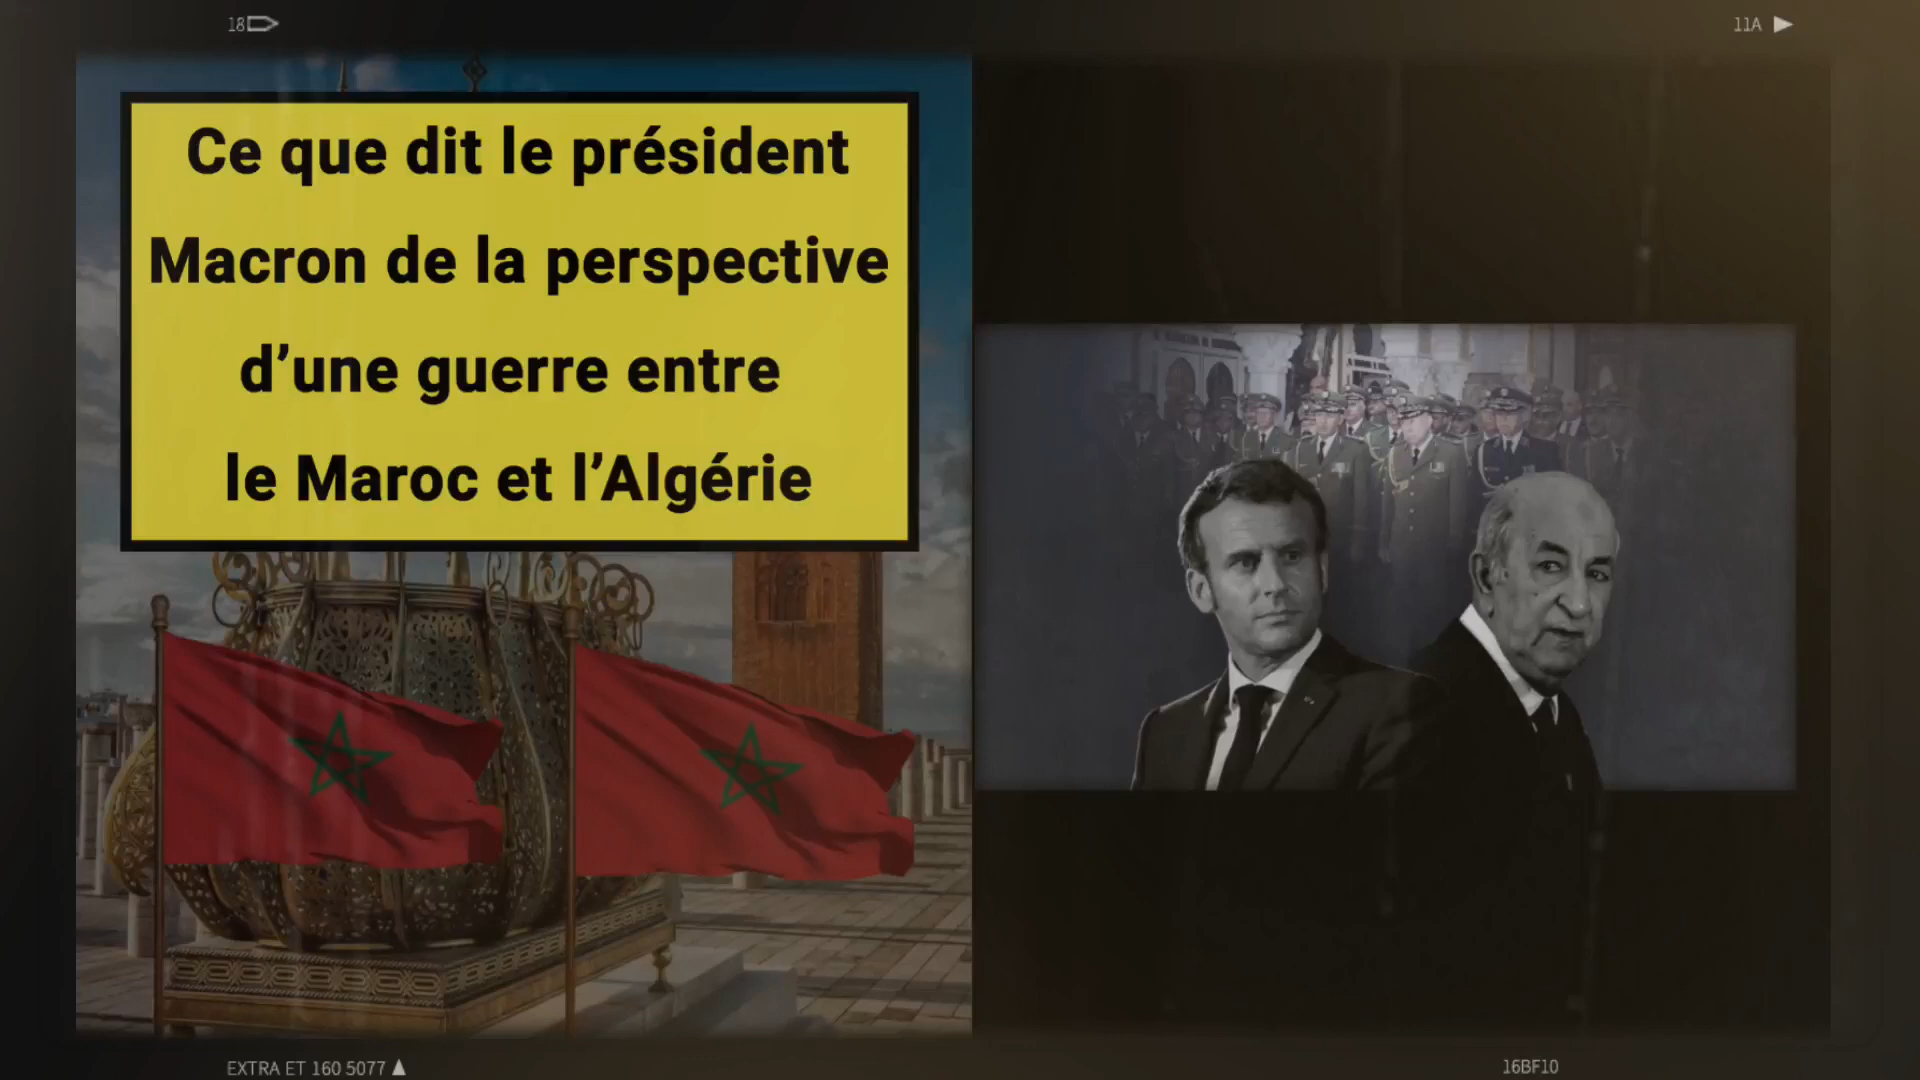 18
11A
Ce que dit le président
Macron de la perspective
d’une guerre entre
le Maroc et l’Algérie
EXTRA ET 160 5077
16BF10